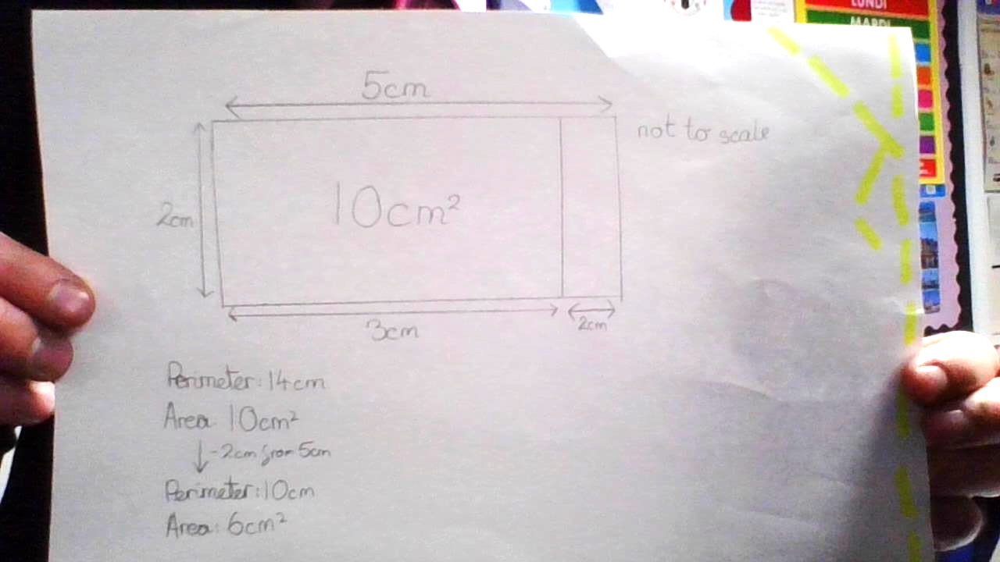 LUNDI
MARDI
5cm
not to scale
2cm
10cm²
3cm
2cm
Perimeter: 14cm
Area 10cm²
↓ -2cm from 5cm
Perimeter: 10cm
Area: 6cm²